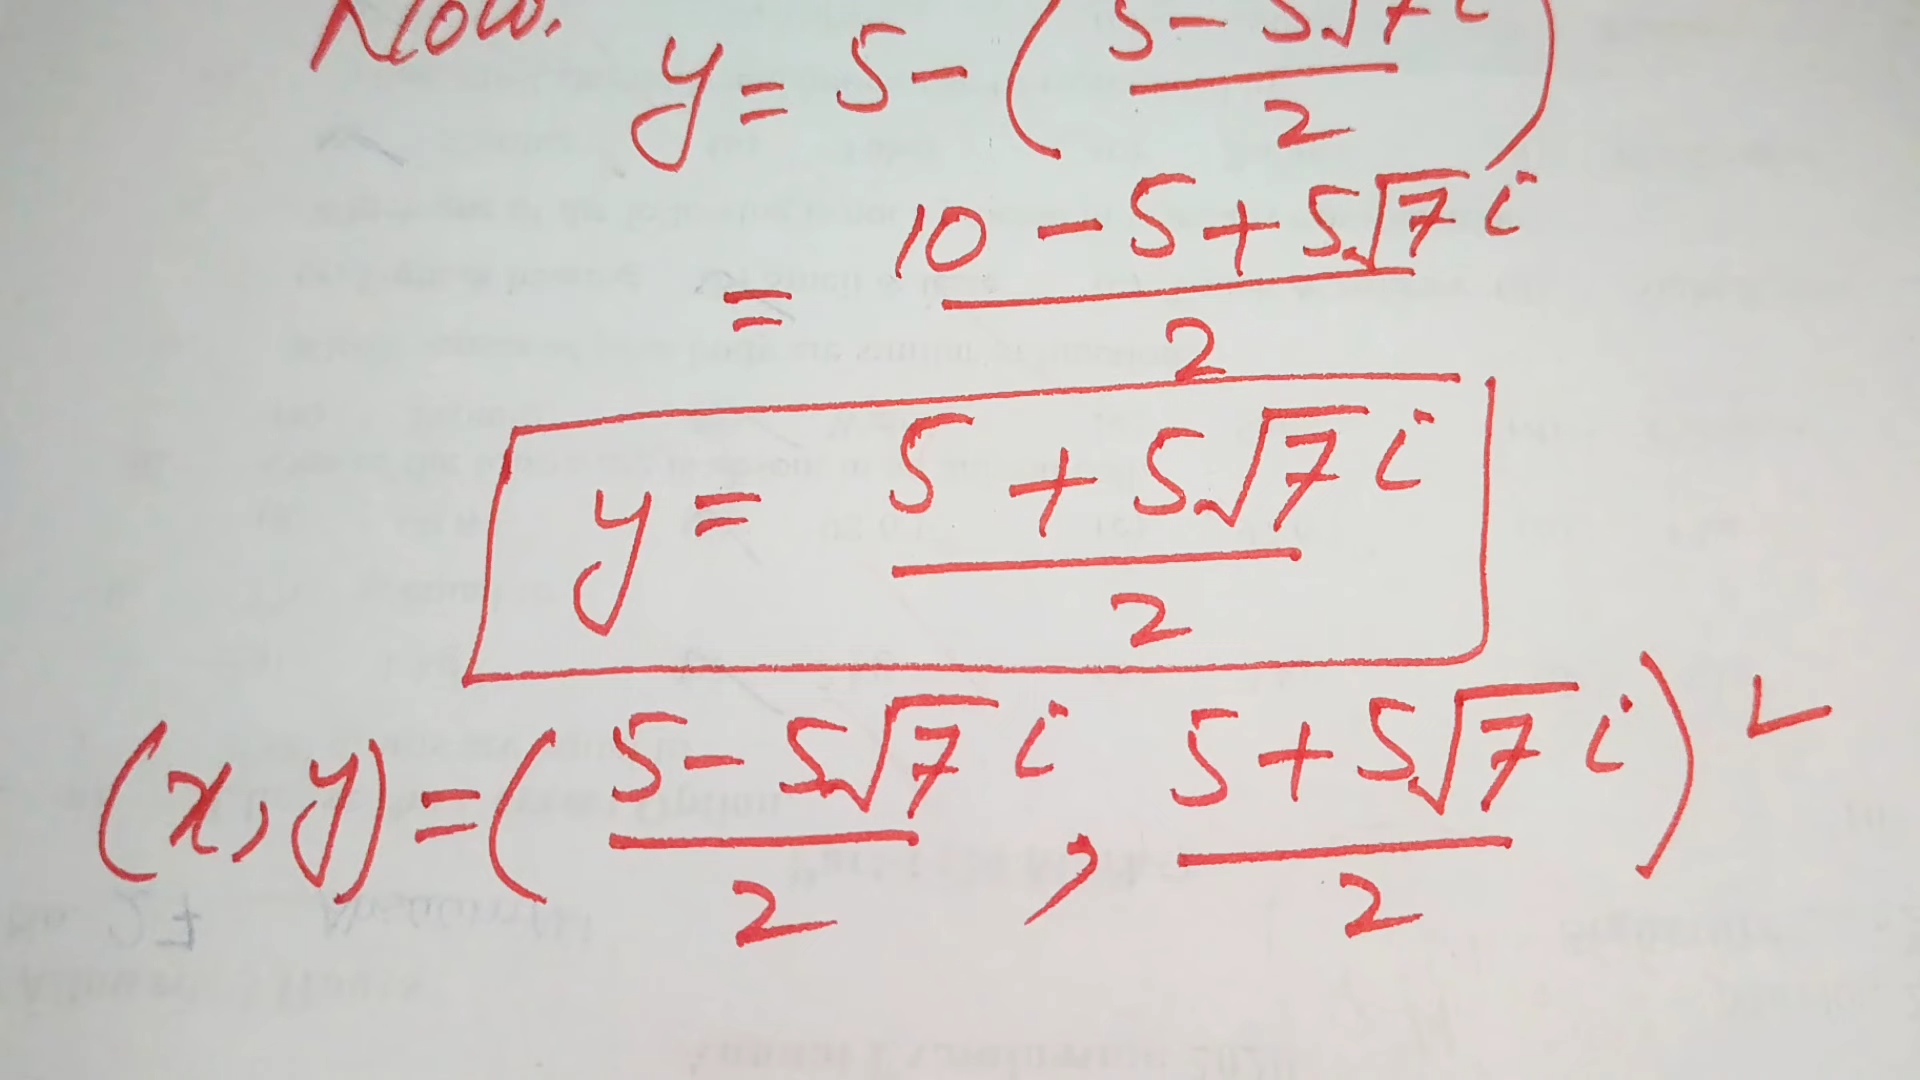 Now. y = 5 - (5 - 5√7 i / 2)
= 10 - 5 + 5√7 i / 2
y = 5 + 5√7 i / 2
(x, y) = (5 - 5√7 i / 2, 5 + 5√7 i / 2)